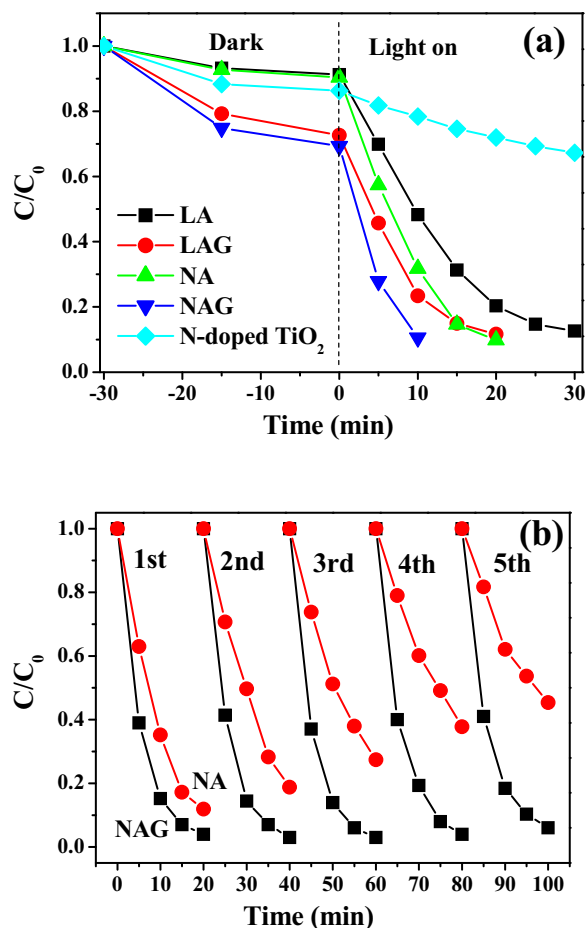 (a)
Dark
Light on
C/C₀
1.0
0.8
0.6
0.4
0.2
0.0
LA
LAG
NA
NAG
N-doped TiO₂
-30 -20 -10 0 10 20 30
Time (min)
(b)
1st 2nd 3rd 4th 5th
C/C₀
1.0
0.8
0.6
0.4
0.2
0.0
NA
NAG
0 10 20 30 40 50 60 70 80 90 100
Time (min)